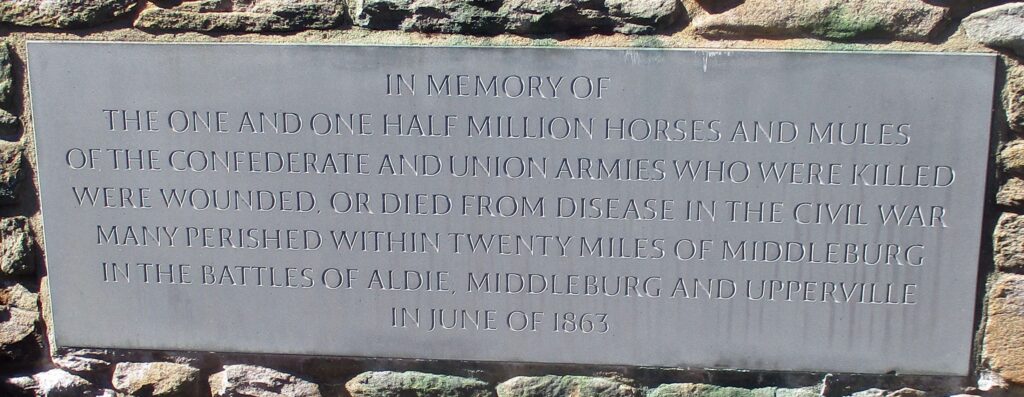 IN MEMORY OF
THE ONE AND ONE HALF MILLION HORSES AND MULES
OF THE CONFEDERATE AND UNION ARMIES WHO WERE KILLED
WERE WOUNDED, OR DIED FROM DISEASE IN THE CIVIL WAR
MANY PERISHED WITHIN TWENTY MILES OF MIDDLEBURG
IN THE BATTLES OF ALDIE, MIDDLEBURG AND UPPERVILLE
IN JUNE OF 1863